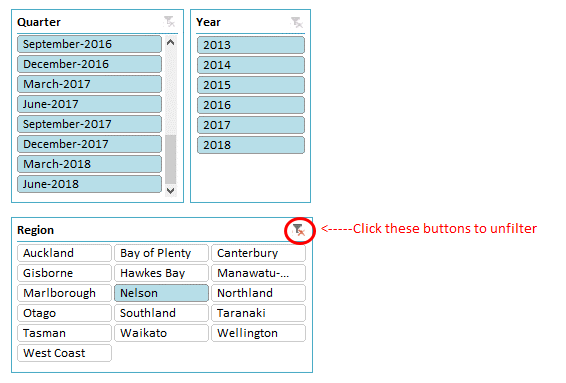 Quarter
September-2016
December-2016
March-2017
June-2017
September-2017
December-2017
March-2018
June-2018
Year
2013
2014
2015
2016
2017
2018
Region
<-----Click these buttons to unfilter
Auckland Bay of Plenty Canterbury
Gisborne Hawkes Bay Manawatu-...
Marlborough Nelson Northland
Otago Southland Taranaki
Tasman Waikato Wellington
West Coast